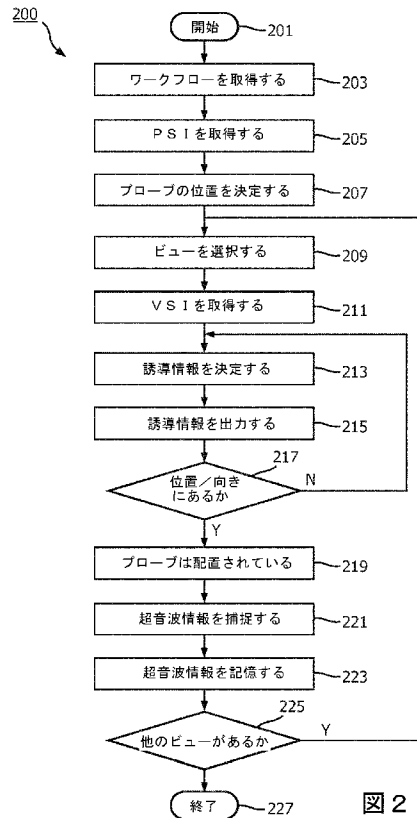 200
開始
201
ワークフローを取得する
203
PSIを取得する
205
プローブの位置を決定する
207
ビューを選択する
209
VSIを取得する
211
誘導情報を決定する
213
誘導情報を出力する
215
217
位置／向き
にあるか
N
Y
プローブは配置されている
219
超音波情報を捕捉する
221
超音波情報を記憶する
223
225
他のビューがあるか
Y
終了
227
図2